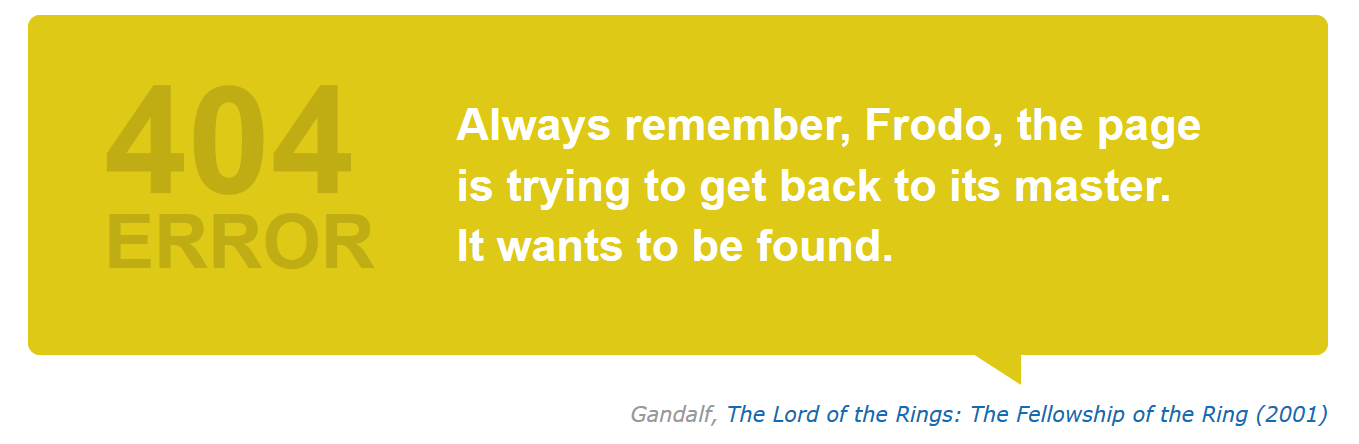 404
ERROR
Always remember, Frodo, the page
is trying to get back to its master.
It wants to be found.
Gandalf, The Lord of the Rings: The Fellowship of the Ring (2001)